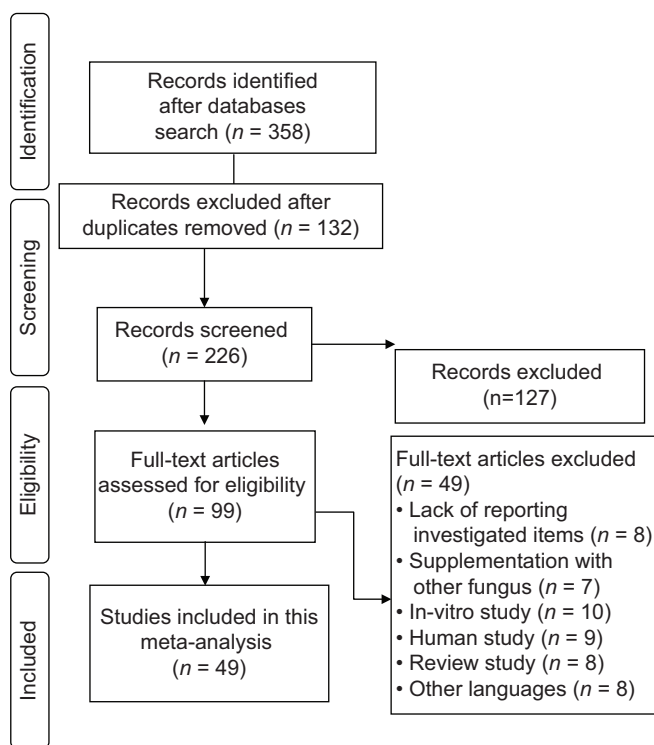 Identification
Records identified
after databases
search (n = 358)
Records excluded after
duplicates removed (n = 132)
Screening
Records screened
(n = 226)
Records excluded
(n=127)
Eligibility
Full-text articles
assessed for eligibility
(n = 99)
Full-text articles excluded
(n = 49)
• Lack of reporting
investigated items (n = 8)
• Supplementation with
other fungus (n = 7)
• In-vitro study (n = 10)
• Human study (n = 9)
• Review study (n = 8)
• Other languages (n = 8)
Included
Studies included in this
meta-analysis
(n = 49)